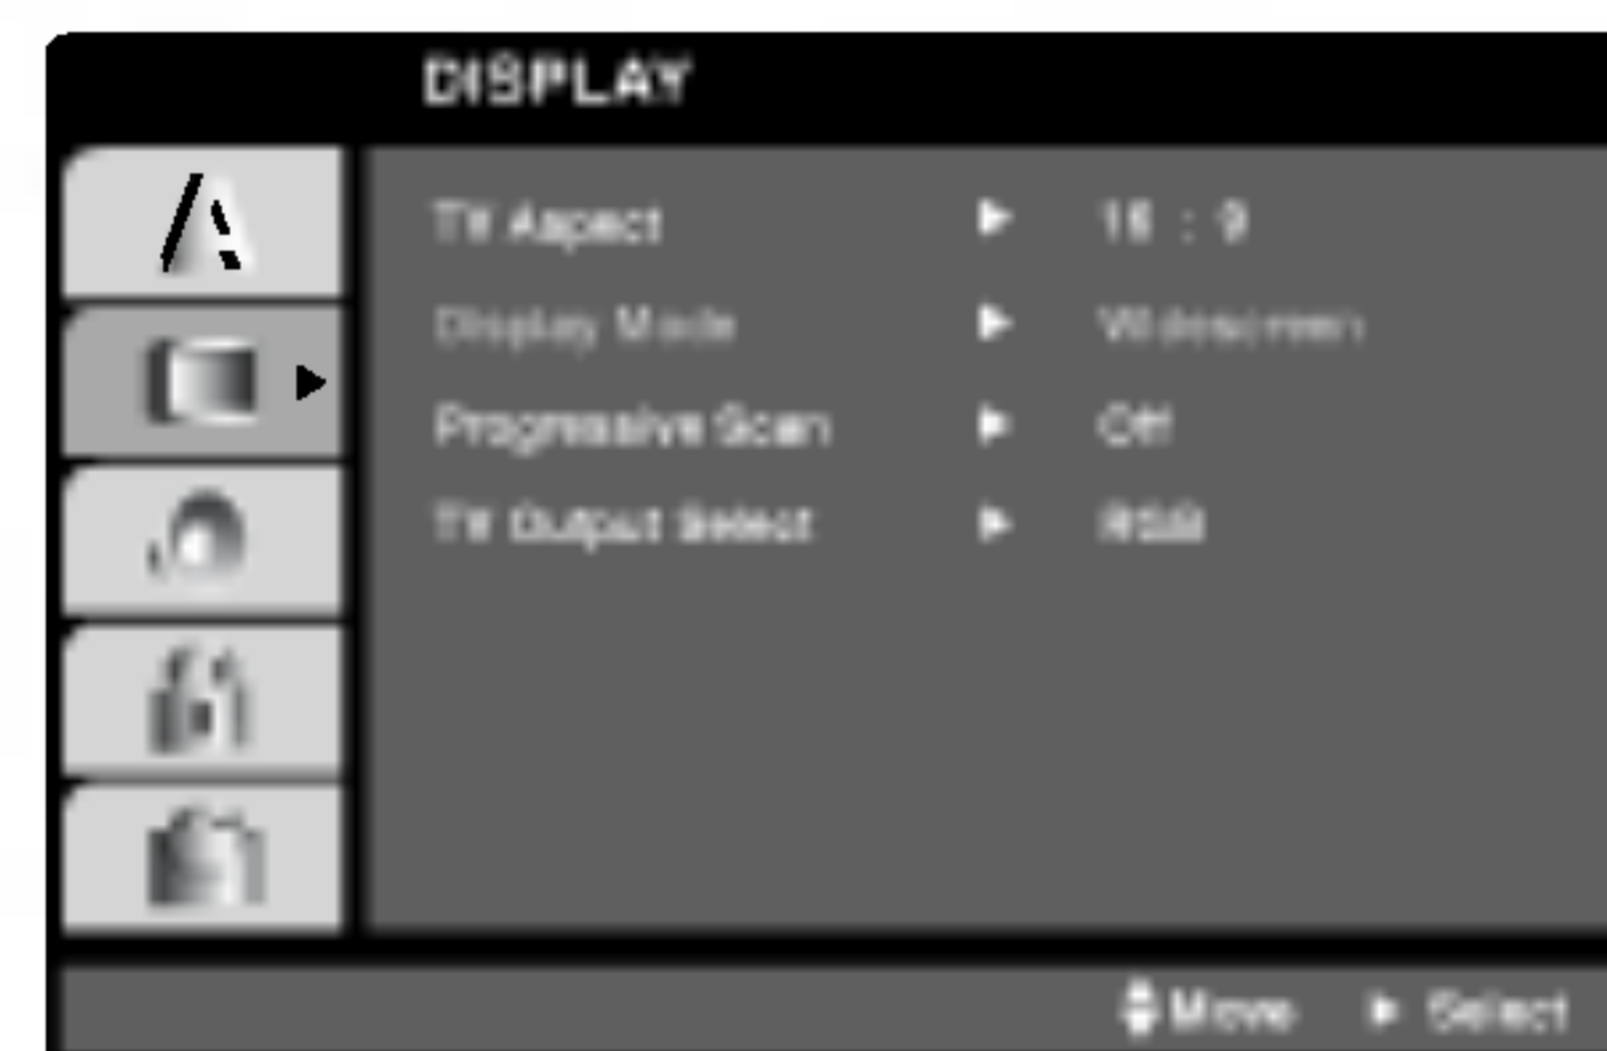 DISPLAY
TV Aspect ► 16 : 9
Display Mode ► Widescreen
Progressive Scan ► Off
TV Output Select ► RGB
Move ► Select